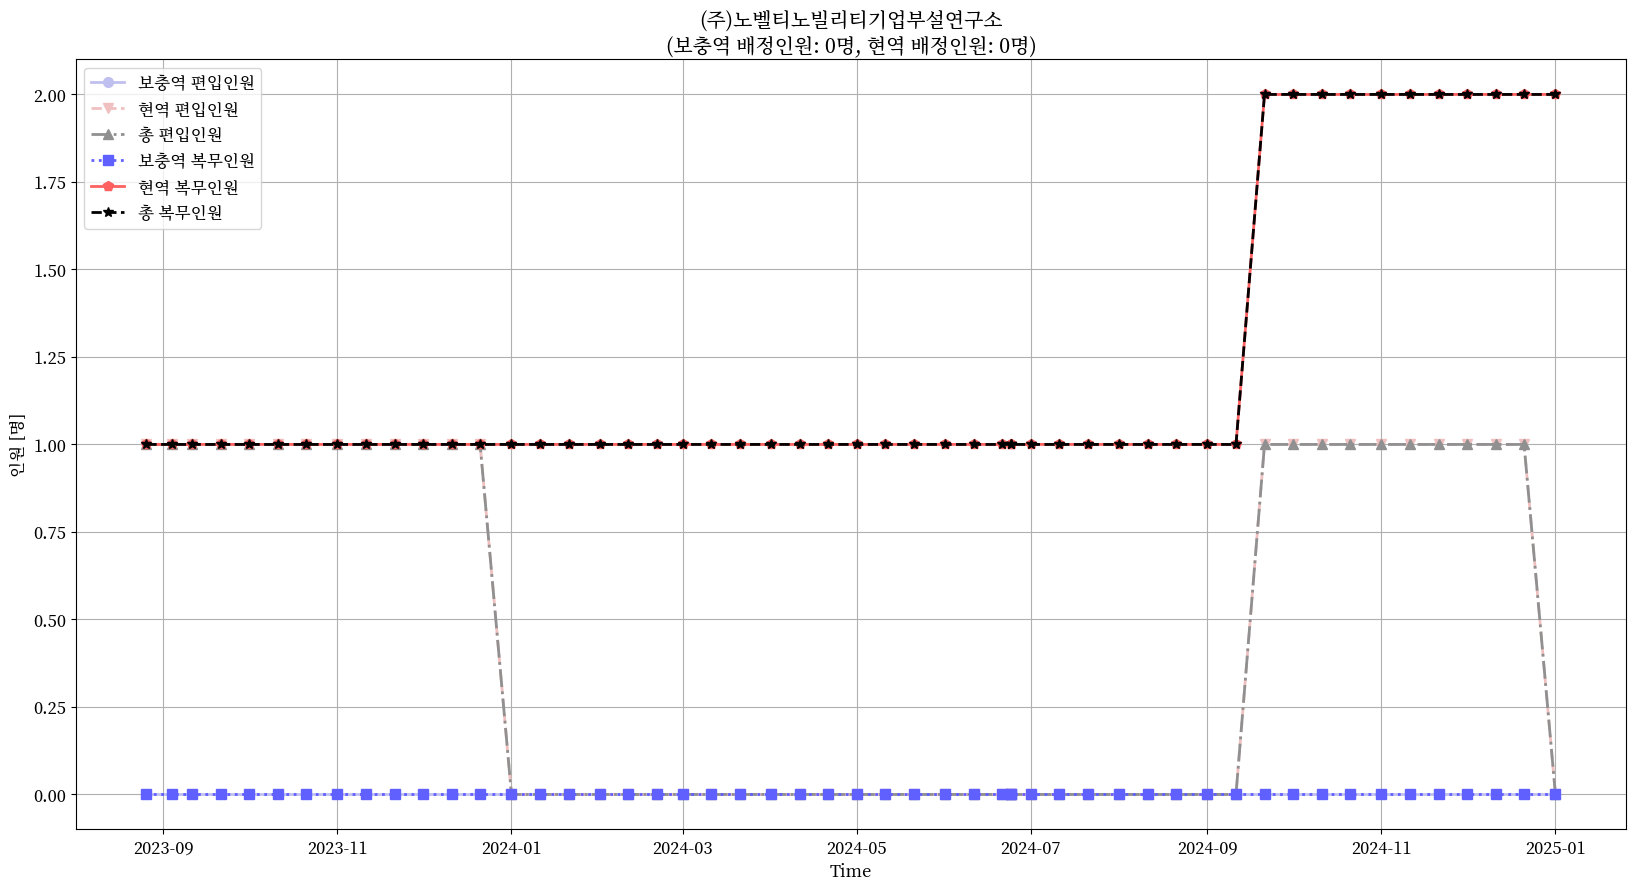 (주)노벨티노빌리티기업부설연구소
(보충역 배정인원: 0명, 현역 배정인원: 0명)
보충역 편입인원
현역 편입인원
총 편입인원
보충역 복무인원
현역 복무인원
총 복무인원
2.00
1.75
1.50
1.25
1.00
0.75
0.50
0.25
0.00
인원 [명]
2023-09
2023-11
2024-01
2024-03
2024-05
2024-07
2024-09
2024-11
2025-01
Time